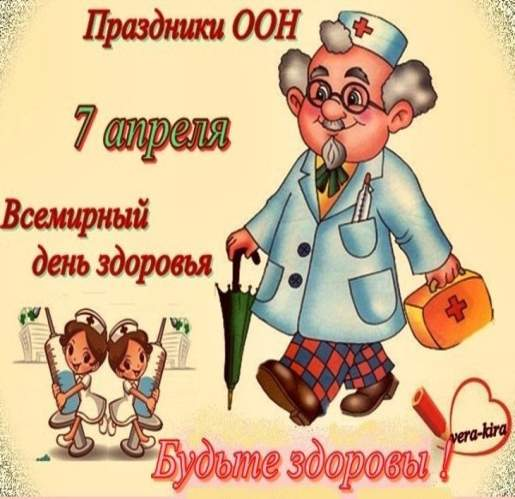 Праздники ООН
7 апреля
Всемирный
день здоровья
vera-kira
Будьте здоровы !